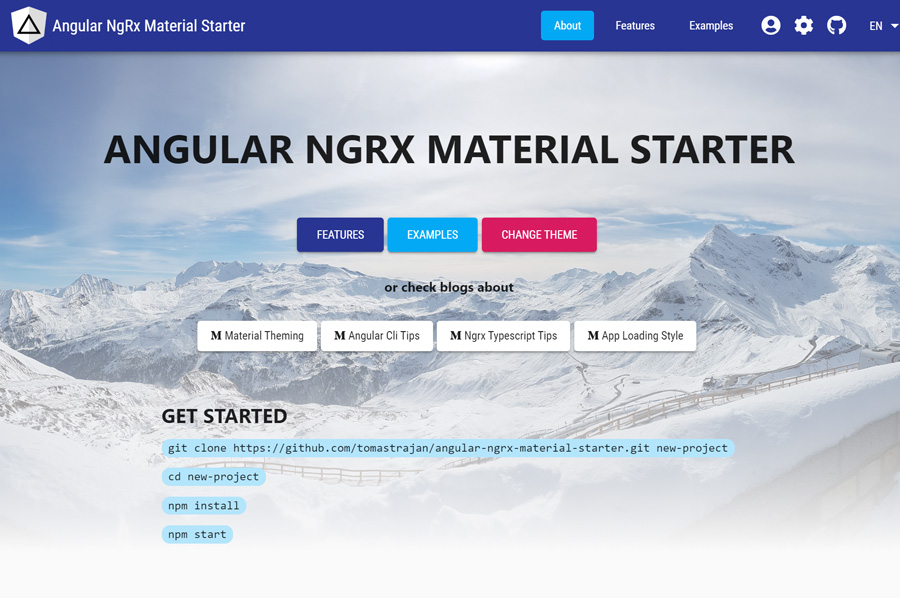 Angular NgRx Material Starter
About Features Examples EN
ANGULAR NGRX MATERIAL STARTER
FEATURES EXAMPLES CHANGE THEME
or check blogs about
M Material Theming M Angular Cli Tips M Ngrx Typescript Tips M App Loading Style
GET STARTED
git clone https://github.com/tomastrajan/angular-ngrx-material-starter.git new-project
cd new-project
npm install
npm start